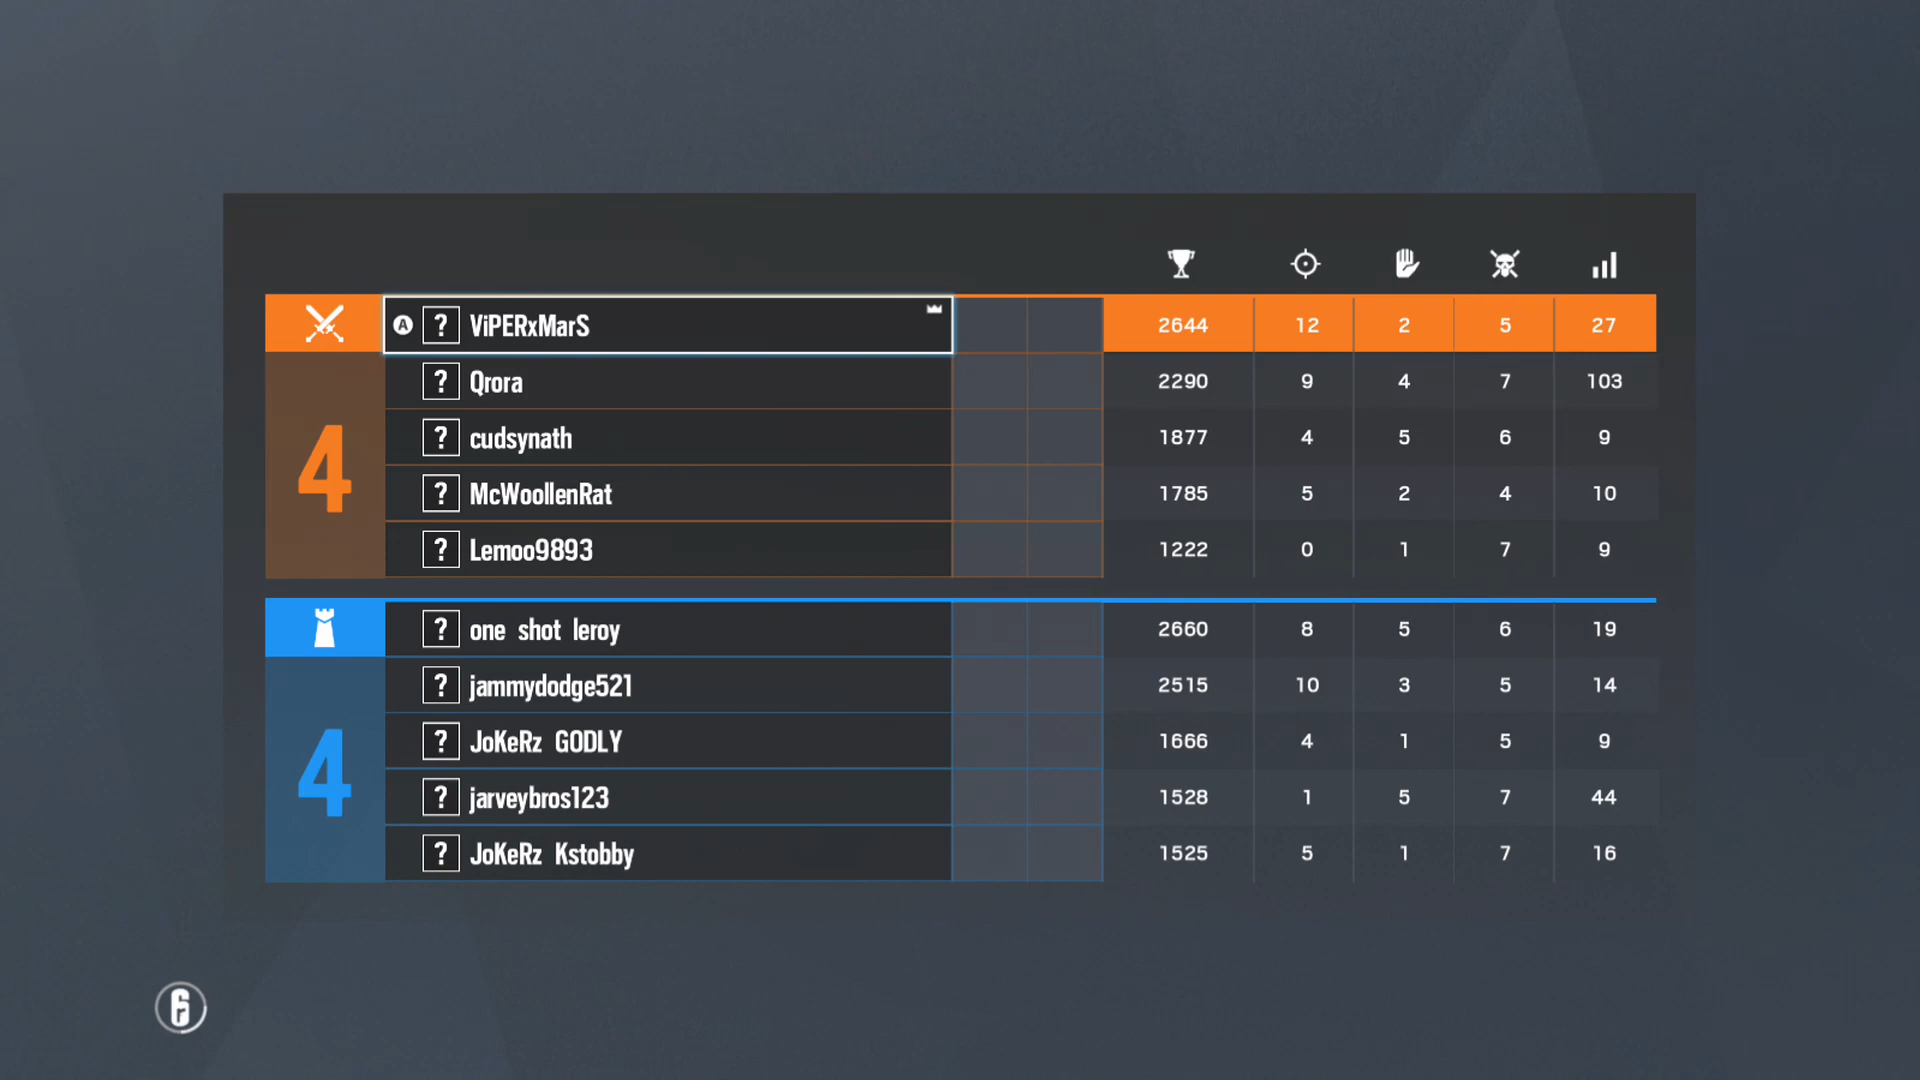 A ? ViPERxMarS 2644 12 2 5 27
? Qrora 2290 9 4 7 103
4
? cudsynath 1877 4 5 6 9
? McWoollenRat 1785 5 2 4 10
? Lemoo9893 1222 0 1 7 9
? one shot leroy 2660 8 5 6 19
? jammydodge521 2515 10 3 5 14
4
? JoKeRz GODLY 1666 4 1 5 9
? jarveybros123 1528 1 5 7 44
? JoKeRz Kstobby 1525 5 1 7 16
6